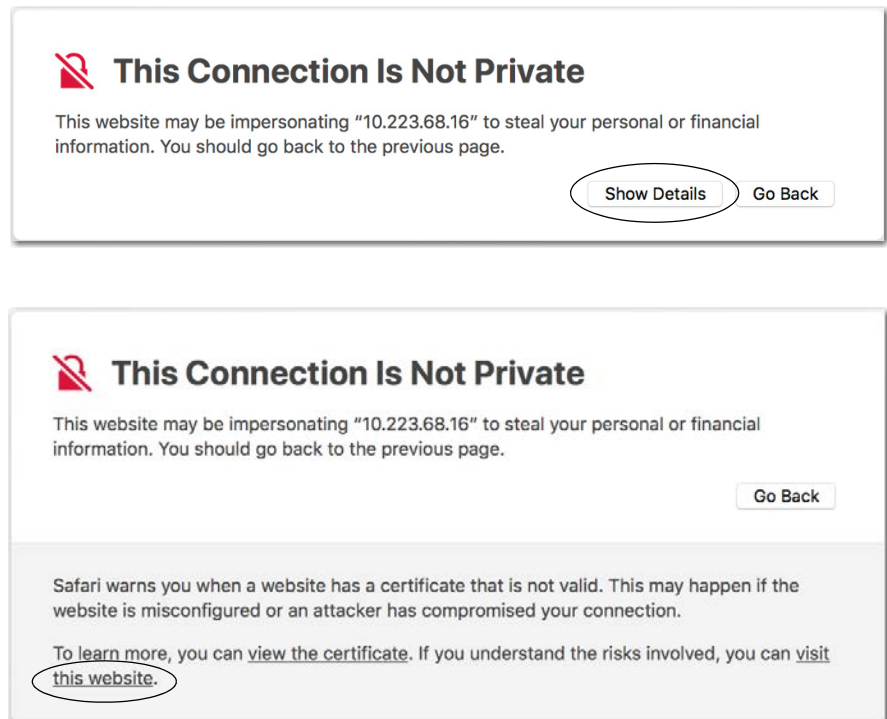 This Connection Is Not Private
This website may be impersonating “10.223.68.16” to steal your personal or financial
information. You should go back to the previous page.
Show Details Go Back
This Connection Is Not Private
This website may be impersonating “10.223.68.16” to steal your personal or financial
information. You should go back to the previous page.
Go Back
Safari warns you when a website has a certificate that is not valid. This may happen if the
website is misconfigured or an attacker has compromised your connection.
To learn more, you can view the certificate. If you understand the risks involved, you can visit
this website.